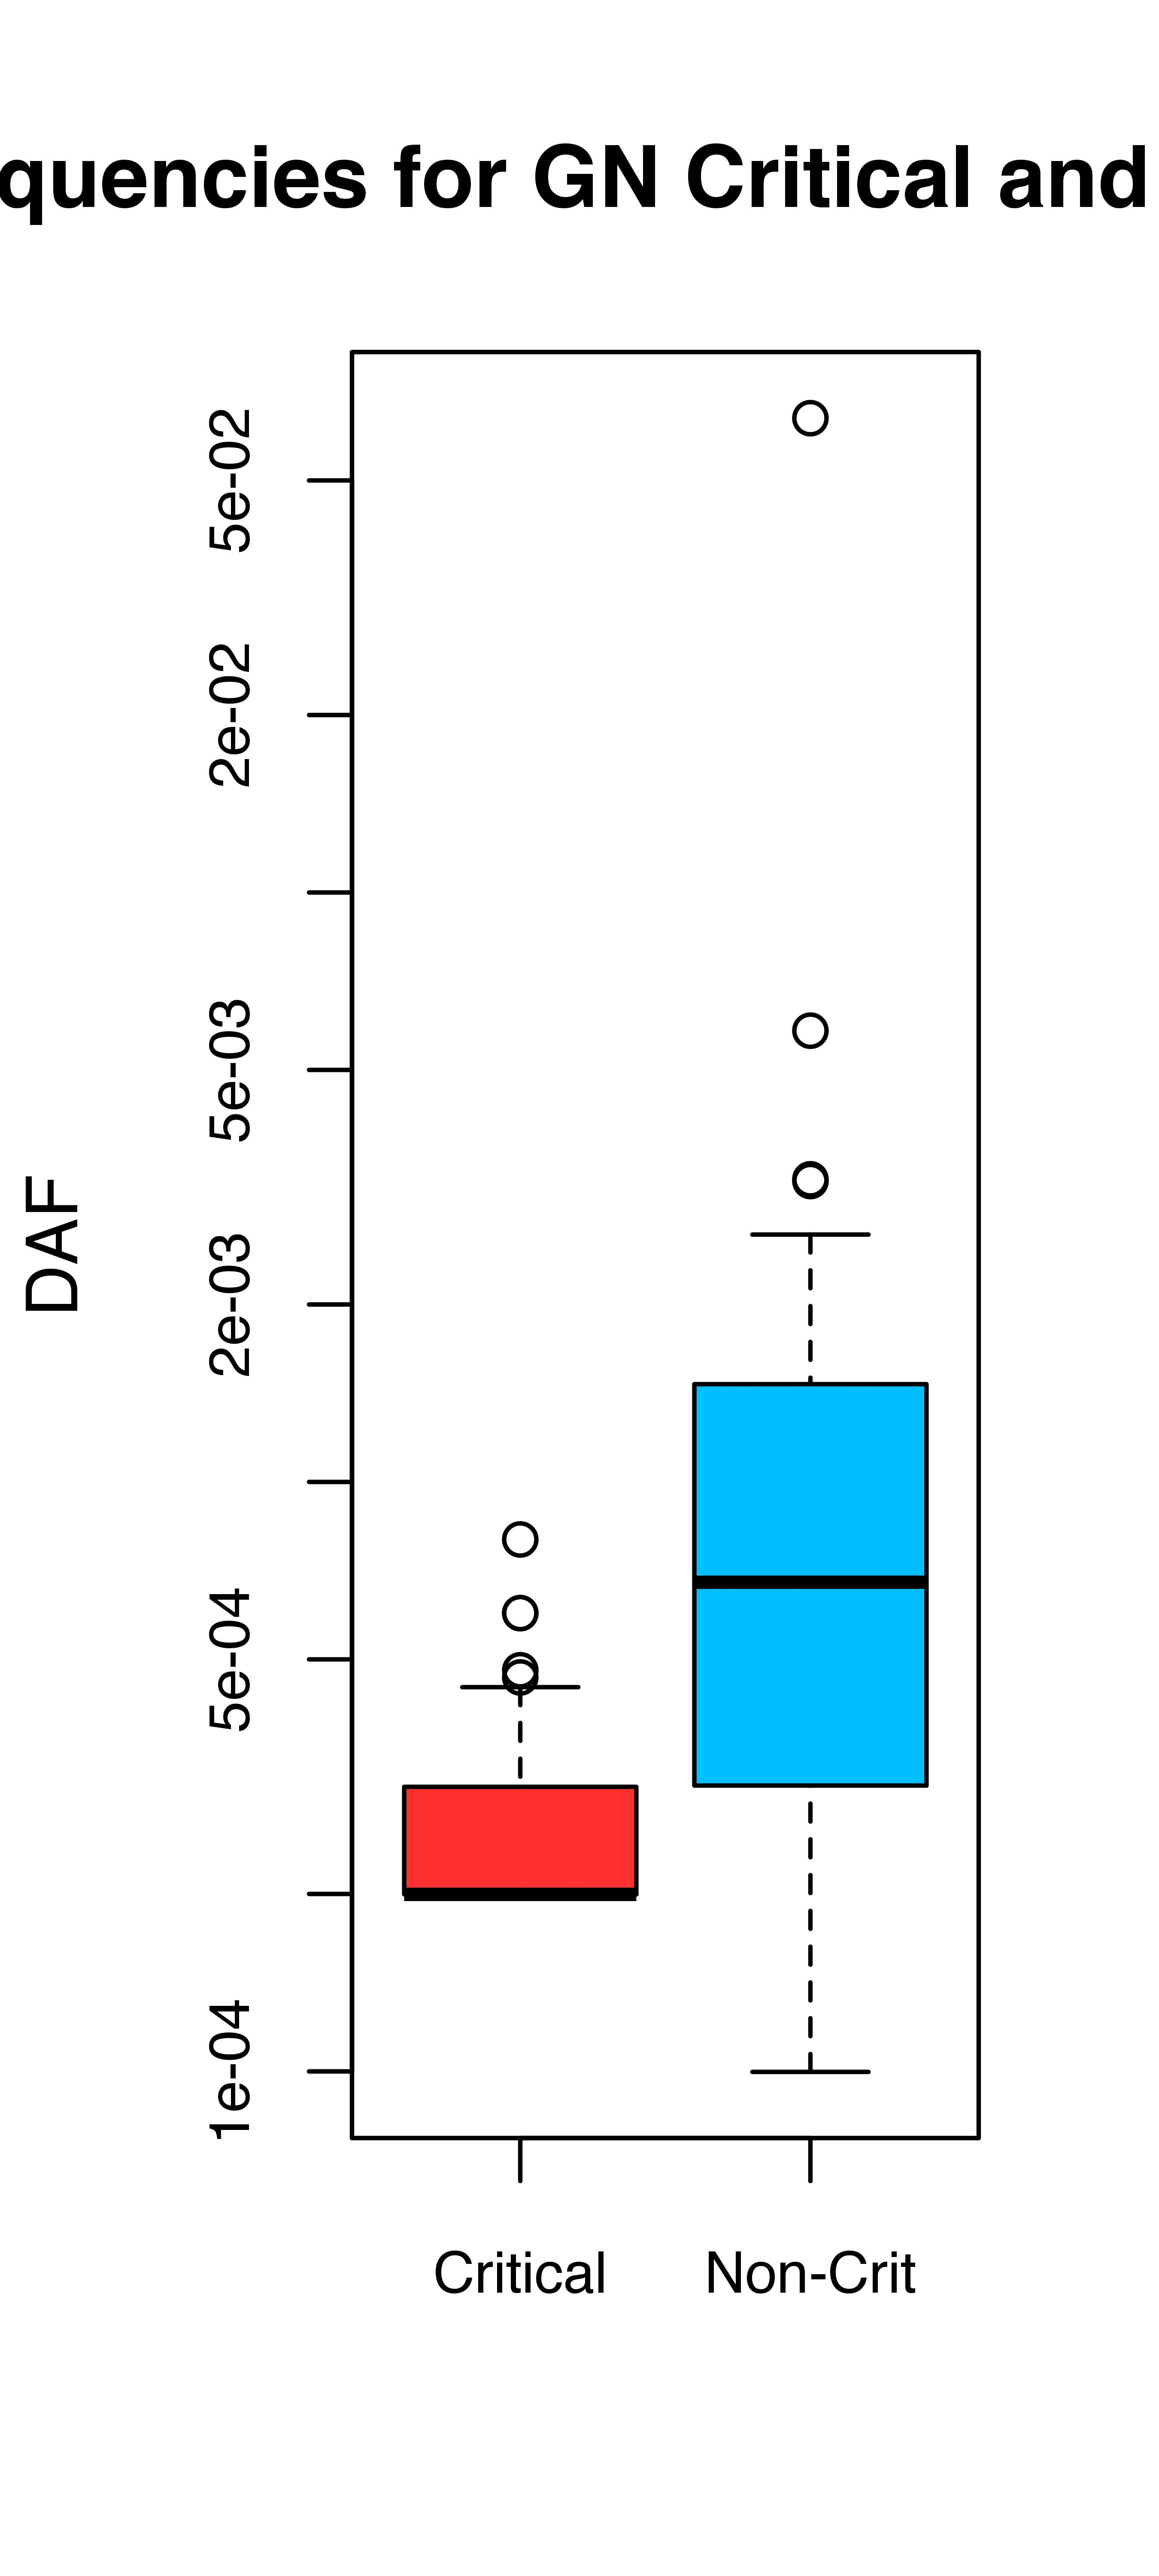 quencies for GN Critical and
5e-02
2e-02
5e-03
2e-03
5e-04
1e-04
DAF
Critical
Non-Crit